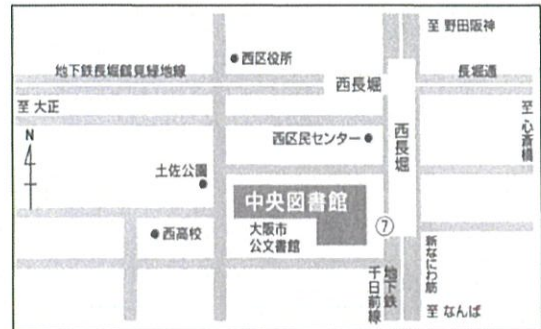 至 野田阪神
西区役所
地下鉄長堀鶴見緑地線
西長堀
長堀通
至 大正
至 心斎橋
N
西区民センター
西長堀
土佐公園
中央図書館
⑦
大阪市
公文書館
西高校
新なにわ筋
地下鉄
千日前線
至 なんば